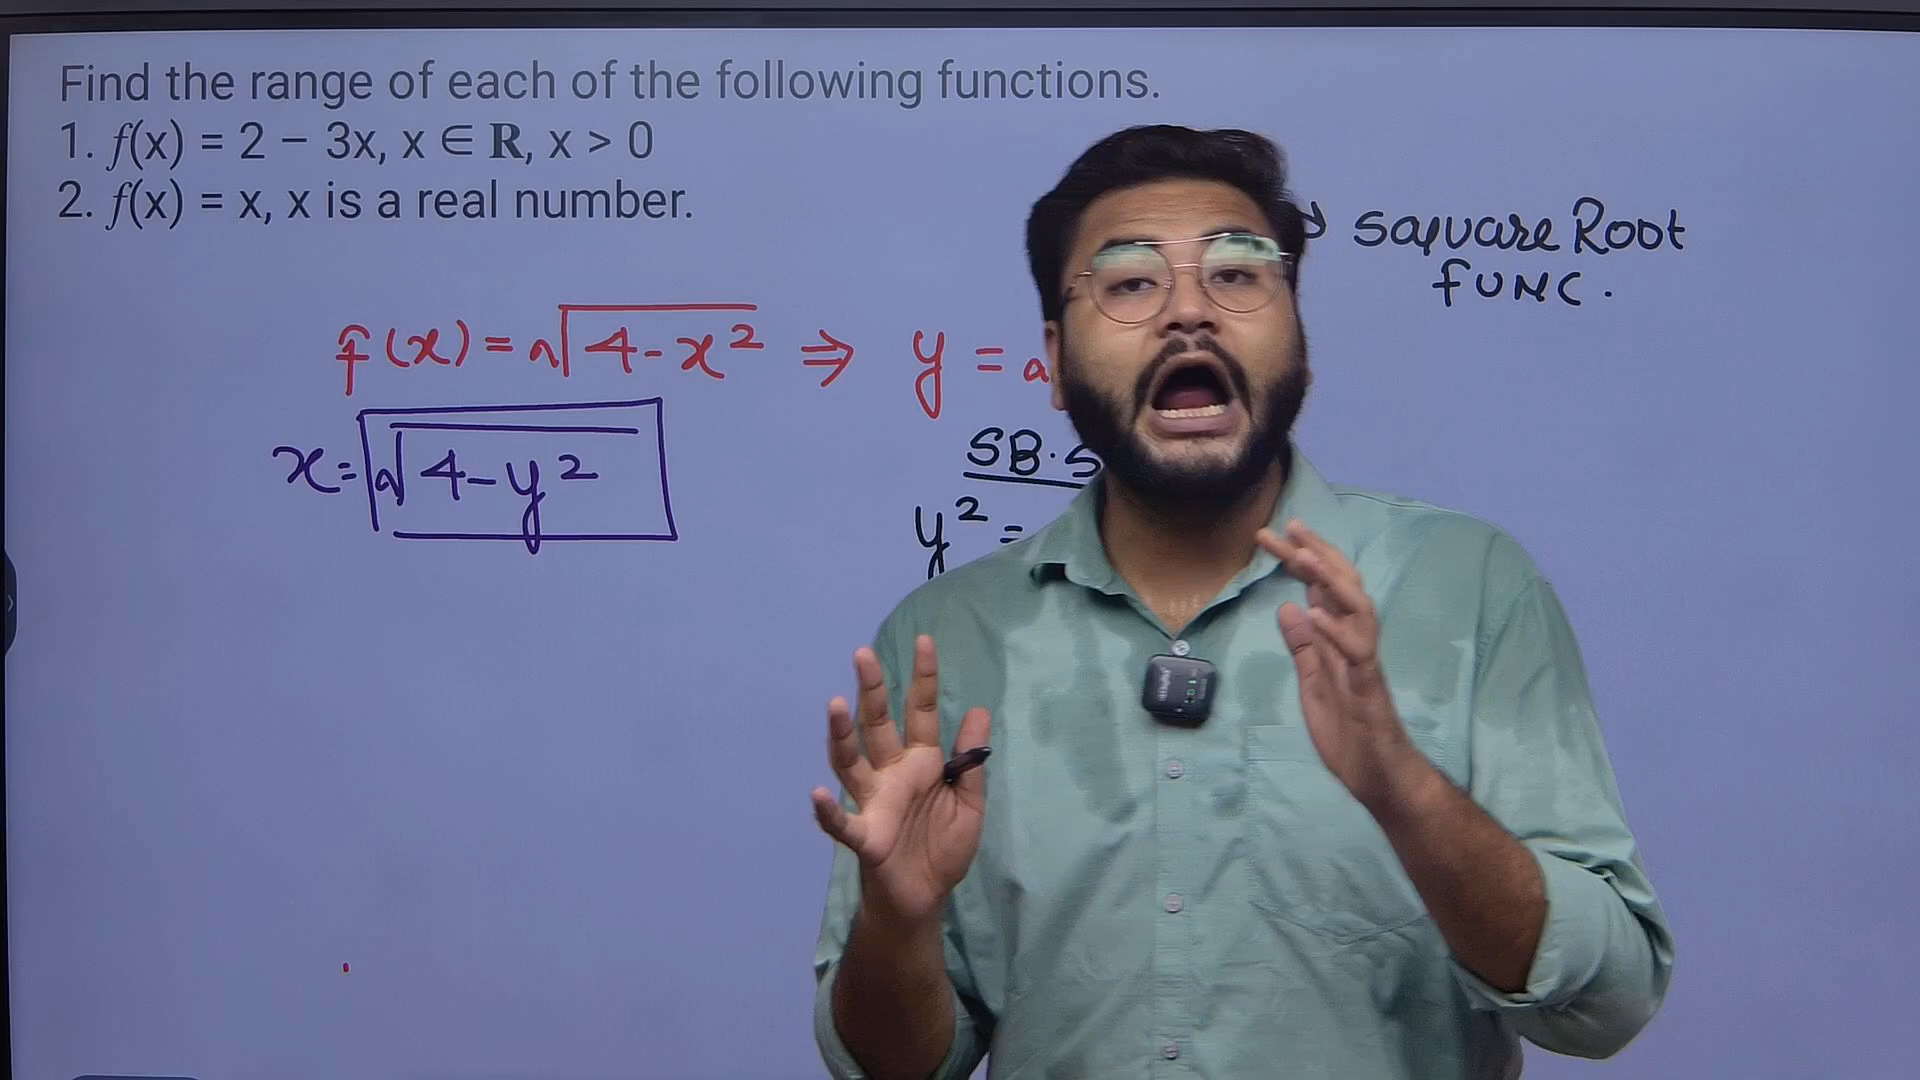 Find the range of each of the following functions.
1. f(x) = 2 – 3x, x ∈ R, x > 0
2. f(x) = x, x is a real number.
→ SqUare Root
fUNC.
f(x) = √4-x² ⇒ y =
x = √4-y²
SB.S
y² =